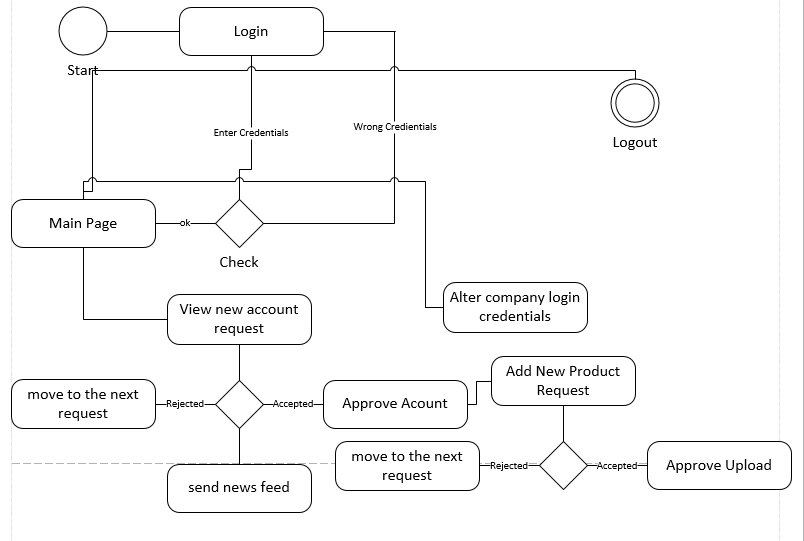 Login
Start
Enter Credentials
Wrong Credientials
Logout
Main Page
ok
Check
View new account
request
Alter company login
credentials
move to the next
request
Rejected
Accepted
Approve Acount
Add New Product
Request
send news feed
move to the next
request
Rejected
Accepted
Approve Upload